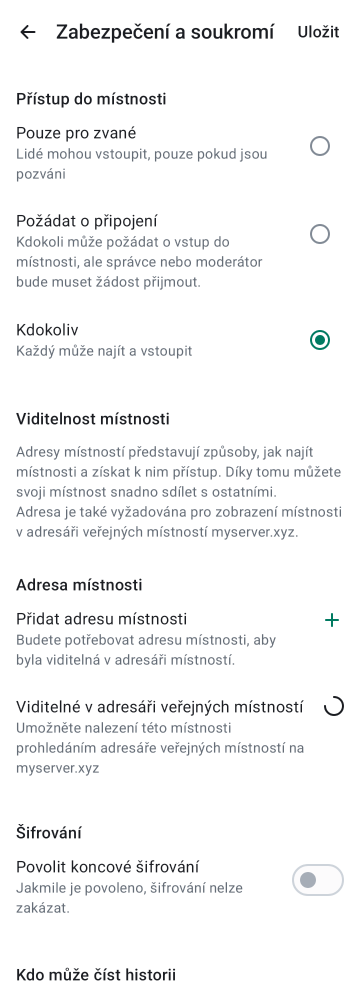 Zabezpečení a soukromí
Uložit
Přístup do místnosti
Pouze pro zvané
Lidé mohou vstoupit, pouze pokud jsou
pozváni
Požádat o připojení
Kdokoli může požádat o vstup do
místnosti, ale správce nebo moderátor
bude muset žádost přijmout.
Kdokoliv
Každý může najít a vstoupit
Viditelnost místnosti
Adresy místností představují způsoby, jak najít
místnosti a získat k nim přístup. Díky tomu můžete
svoji místnost snadno sdílet s ostatními.
Adresa je také vyžadována pro zobrazení místnosti
v adresáři veřejných místností myserver.xyz.
Adresa místnosti
Přidat adresu místnosti
Budete potřebovat adresu místnosti, aby
byla viditelná v adresáři místností.
Viditelné v adresáři veřejných místností
Umožněte nalezení této místnosti
prohledáním adresáře veřejných místností na
myserver.xyz
Šifrování
Povolit koncové šifrování
Jakmile je povoleno, šifrování nelze
zakázat.
Kdo může číst historii